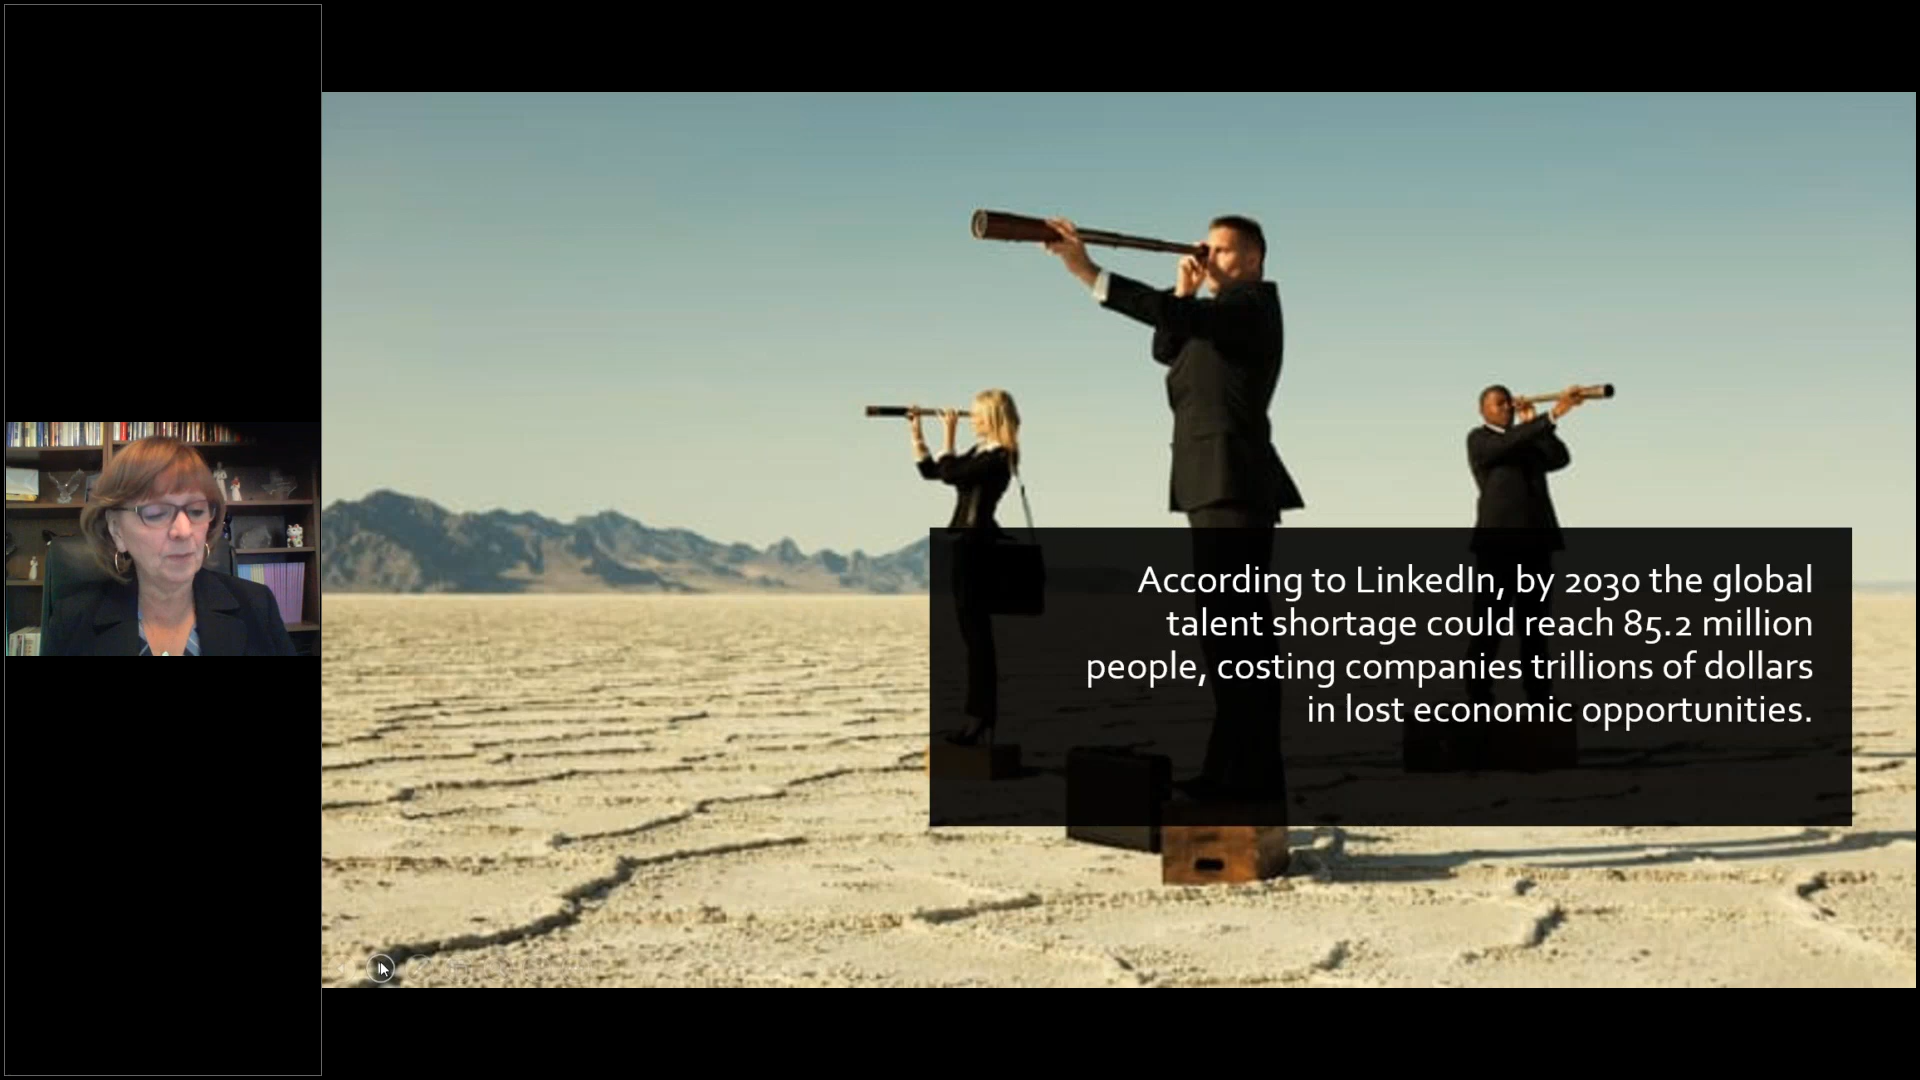 According to LinkedIn, by 2030 the global
talent shortage could reach 85.2 million
people, costing companies trillions of dollars
in lost economic opportunities.